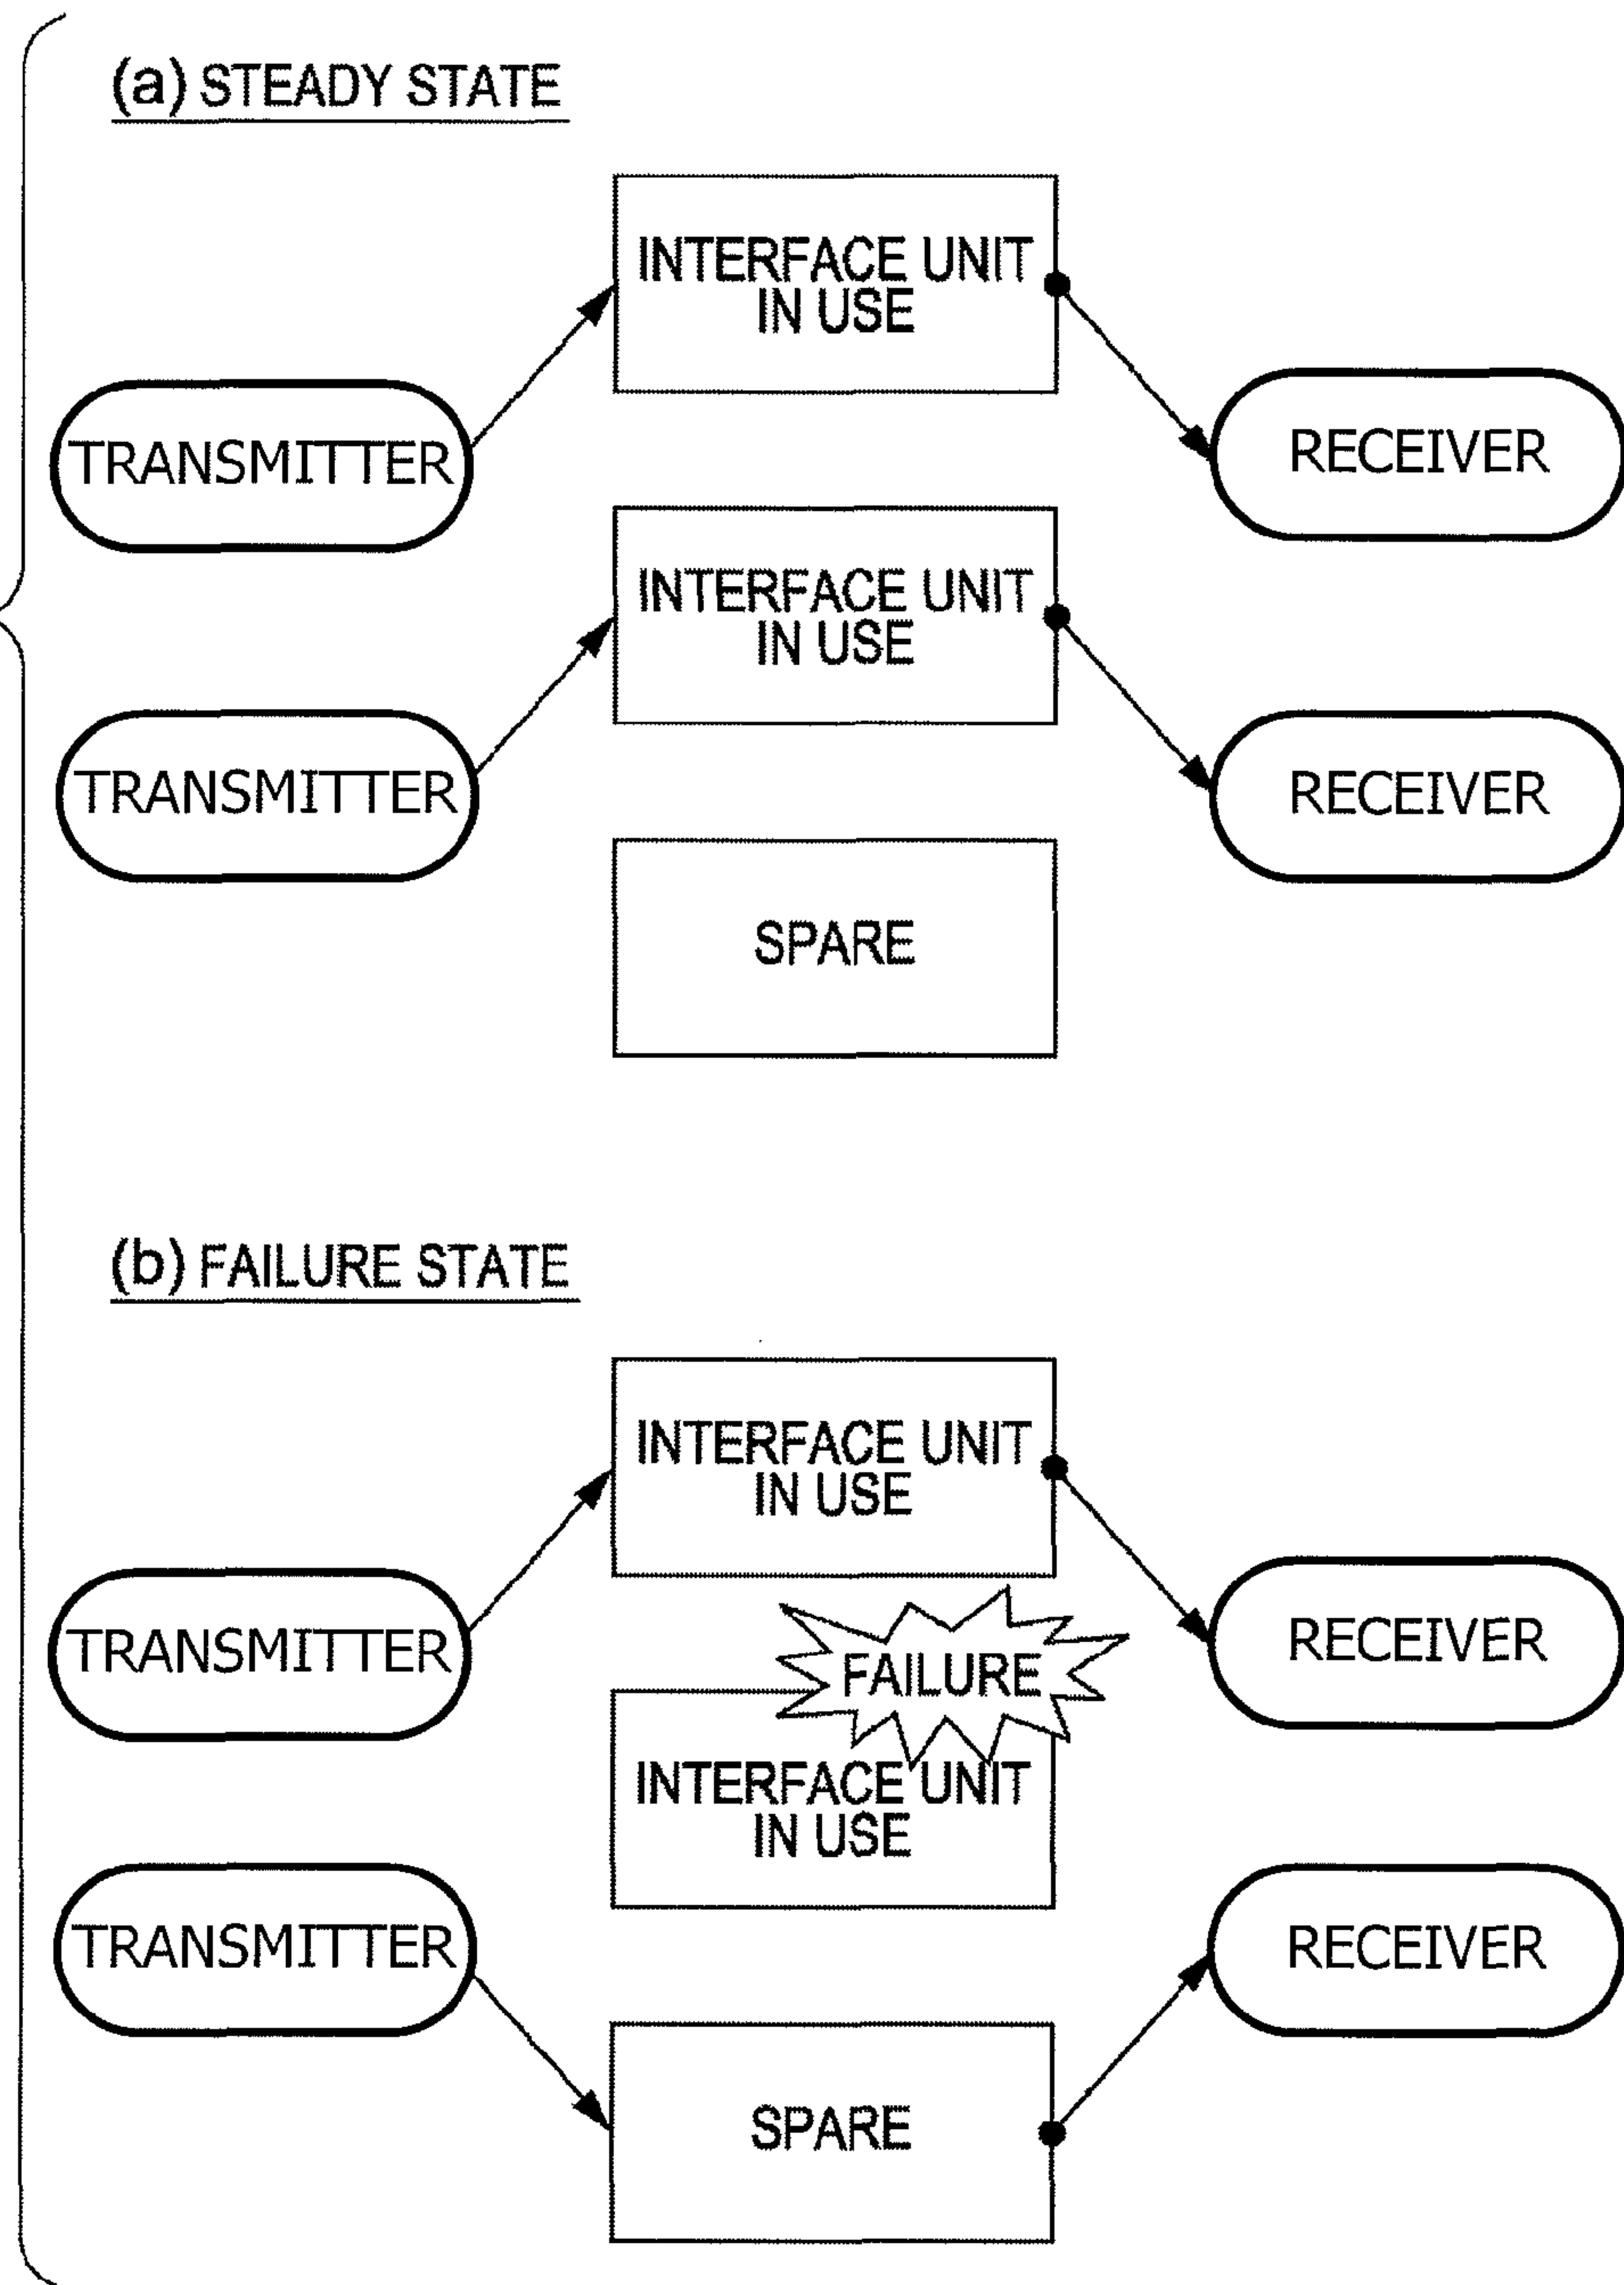 (a) STEADY STATE
INTERFACE UNIT
IN USE
TRANSMITTER
RECEIVER
INTERFACE UNIT
IN USE
TRANSMITTER
RECEIVER
SPARE
(b) FAILURE STATE
INTERFACE UNIT
IN USE
TRANSMITTER
RECEIVER
FAILURE
INTERFACE UNIT
IN USE
TRANSMITTER
RECEIVER
SPARE